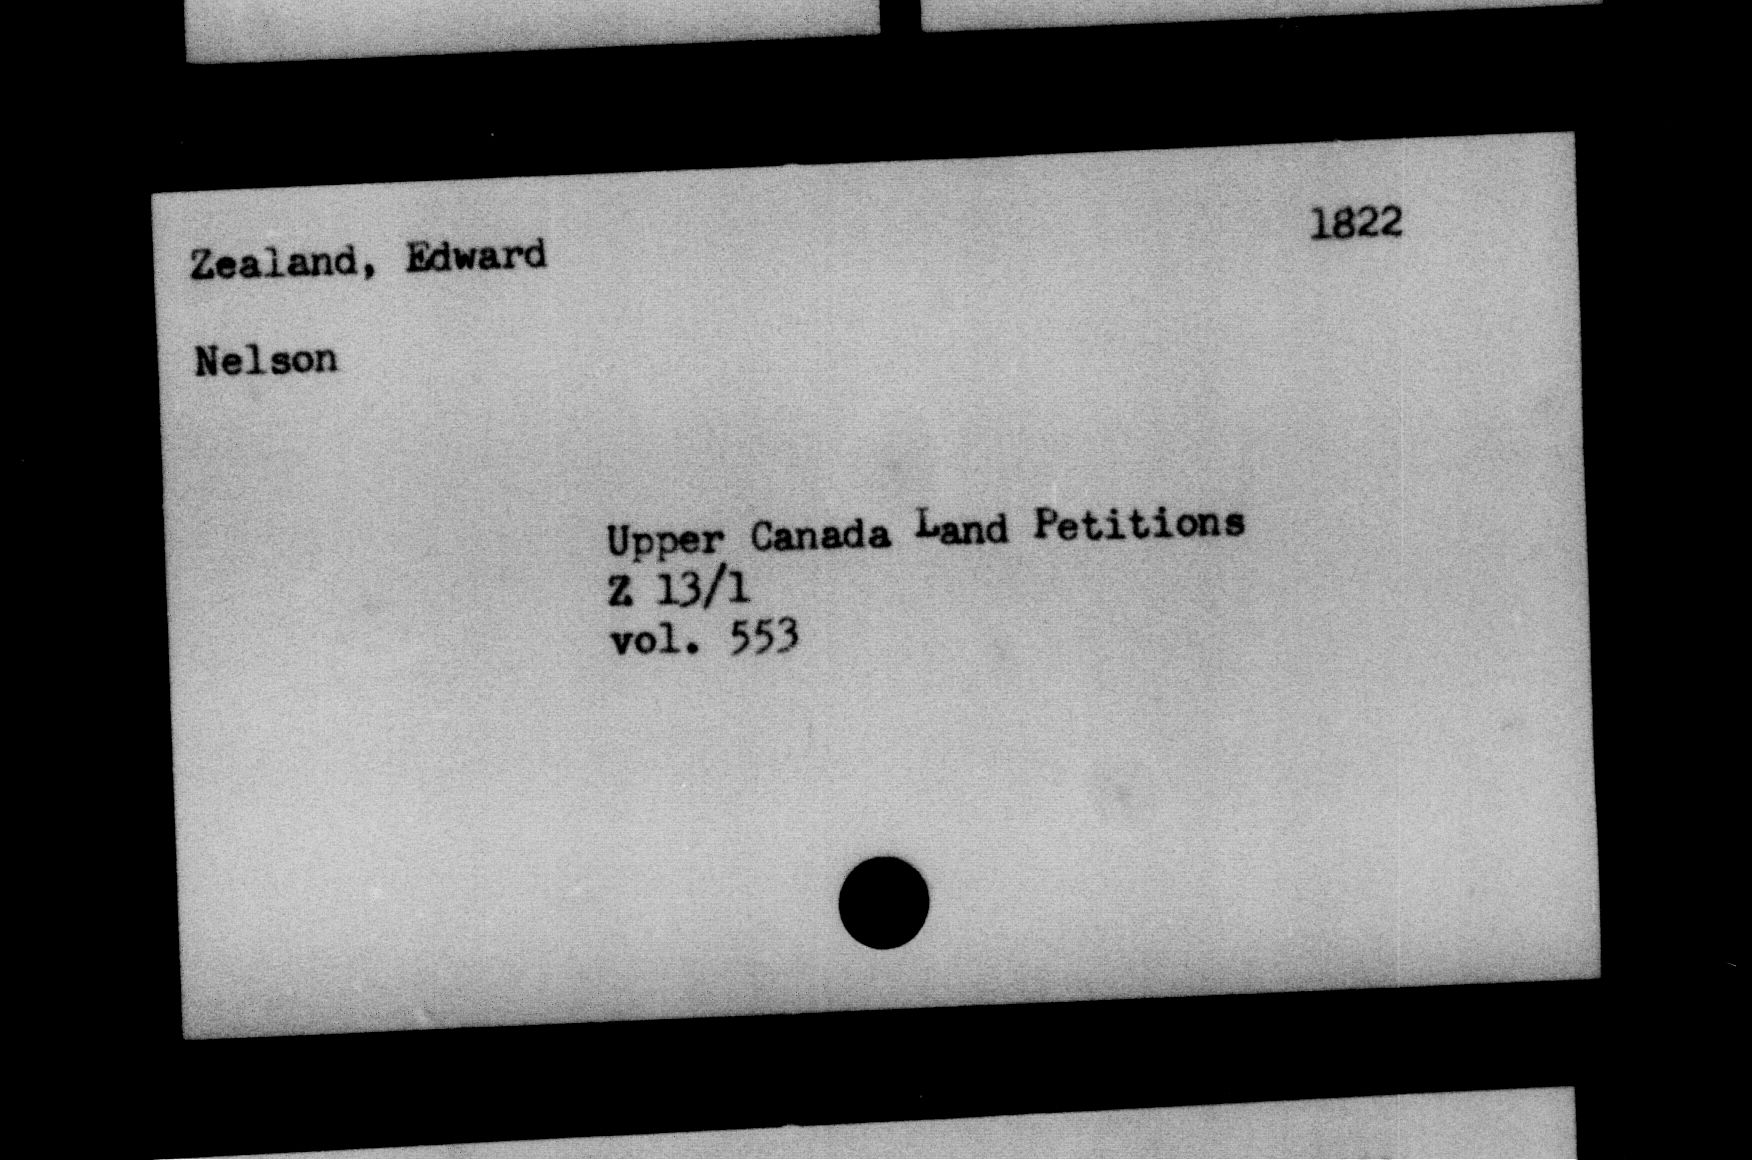 Zealand, Edward 1822
Nelson
Upper Canada Land Petitions
Z 13/1
vol. 553